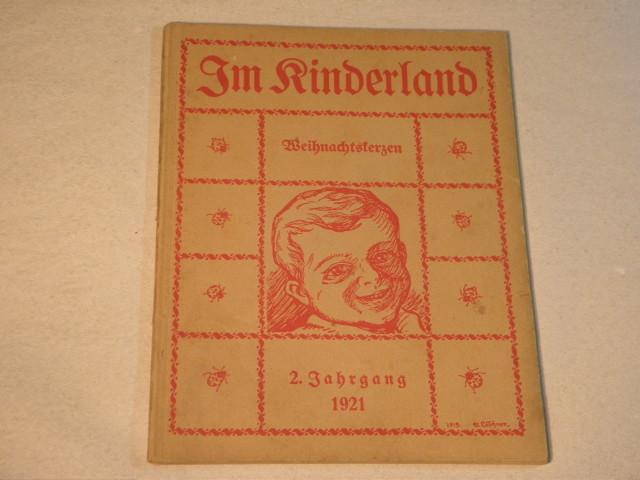 Im Kinderland
Weihnachtskerzen
2. Jahrgang
1921